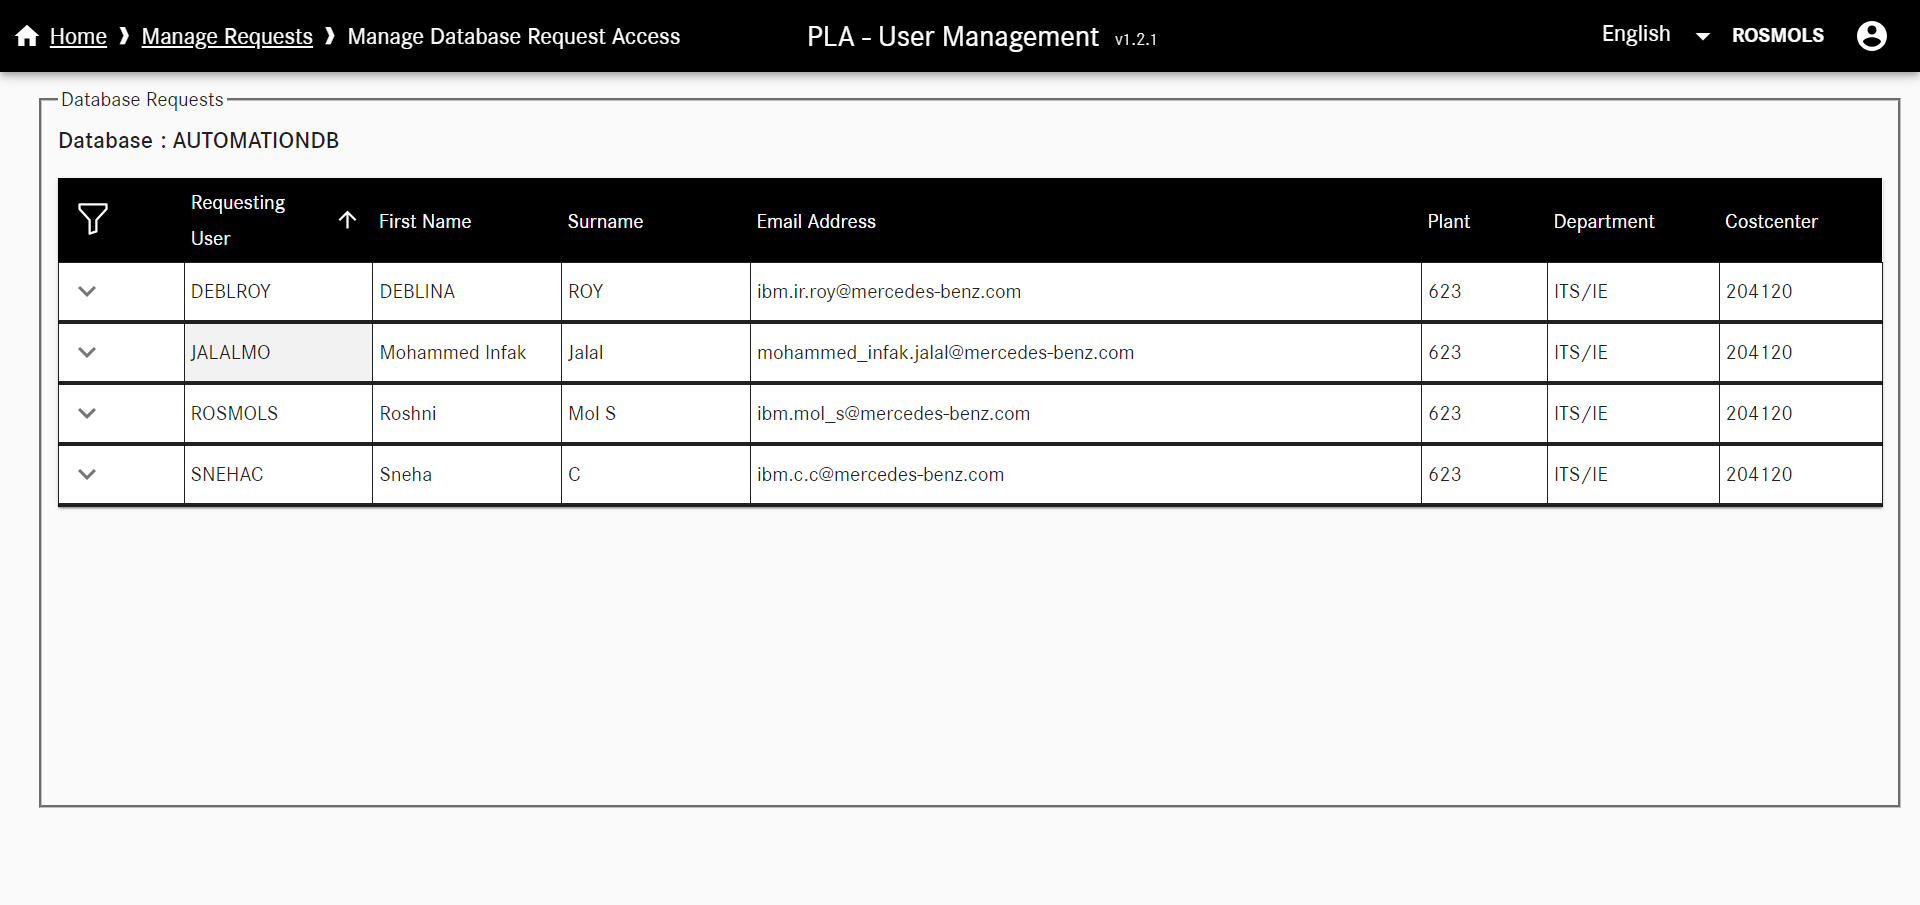 Home ❱ Manage Requests ❱ Manage Database Request Access PLA - User Management v1.2.1 English ROSMOLS
Database Requests
Database : AUTOMATIONDB
Requesting User First Name Surname Email Address Plant Department Costcenter
DEBLROY DEBLINA ROY ibm.ir.roy@mercedes-benz.com 623 ITS/IE 204120
JALALMO Mohammed Infak Jalal mohammed_infak.jalal@mercedes-benz.com 623 ITS/IE 204120
ROSMOLS Roshni Mol S ibm.mol_s@mercedes-benz.com 623 ITS/IE 204120
SNEHAC Sneha C ibm.c.c@mercedes-benz.com 623 ITS/IE 204120